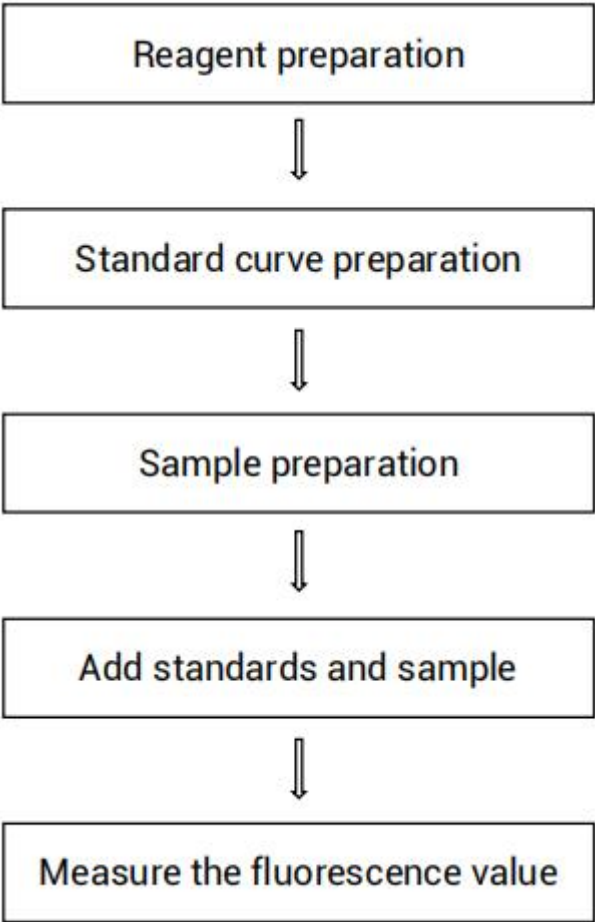 Reagent preparation
Standard curve preparation
Sample preparation
Add standards and sample
Measure the fluorescence value